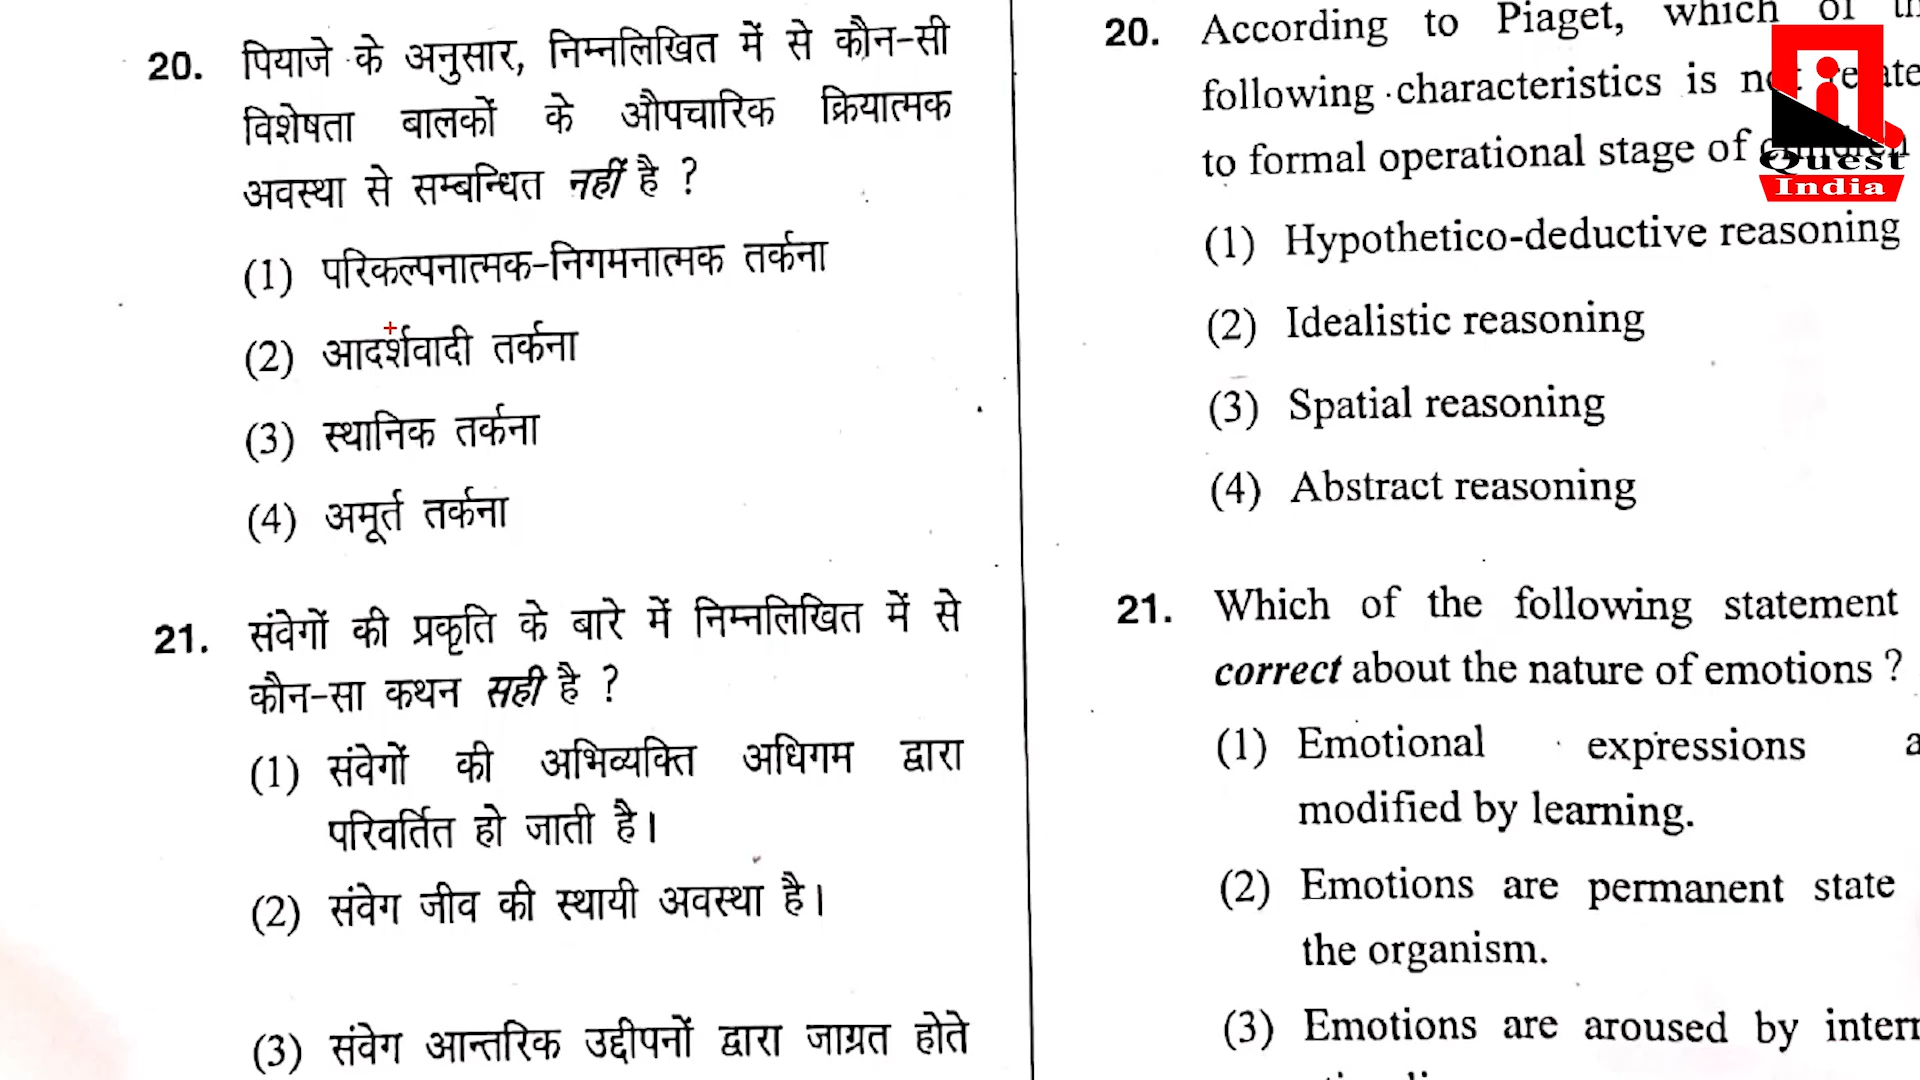 20. पियाजे के अनुसार, निम्नलिखित में से कौन-सी
विशेषता बालकों के औपचारिक क्रियात्मक
अवस्था से सम्बन्धित नहीं है ?
(1) परिकल्पनात्मक-निगमनात्मक तर्कना
(2) आदर्शवादी तर्कना
(3) स्थानिक तर्कना
(4) अमूर्त तर्कना
21. संवेगों की प्रकृति के बारे में निम्नलिखित में से
कौन-सा कथन सही है ?
(1) संवेगों की अभिव्यक्ति अधिगम द्वारा
परिवर्तित हो जाती है।
(2) संवेग जीव की स्थायी अवस्था है।
(3) संवेग आन्तरिक उद्दीपनों द्वारा जाग्रत होते
20. According to Piaget, which of
following characteristics is not
to formal operational stage of
(1) Hypothetico-deductive reasoning
(2) Idealistic reasoning
(3) Spatial reasoning
(4) Abstract reasoning
21. Which of the following statement
correct about the nature of emotions ?
(1) Emotional expressions
modified by learning.
(2) Emotions are permanent state
the organism.
(3) Emotions are aroused by
Quest
India